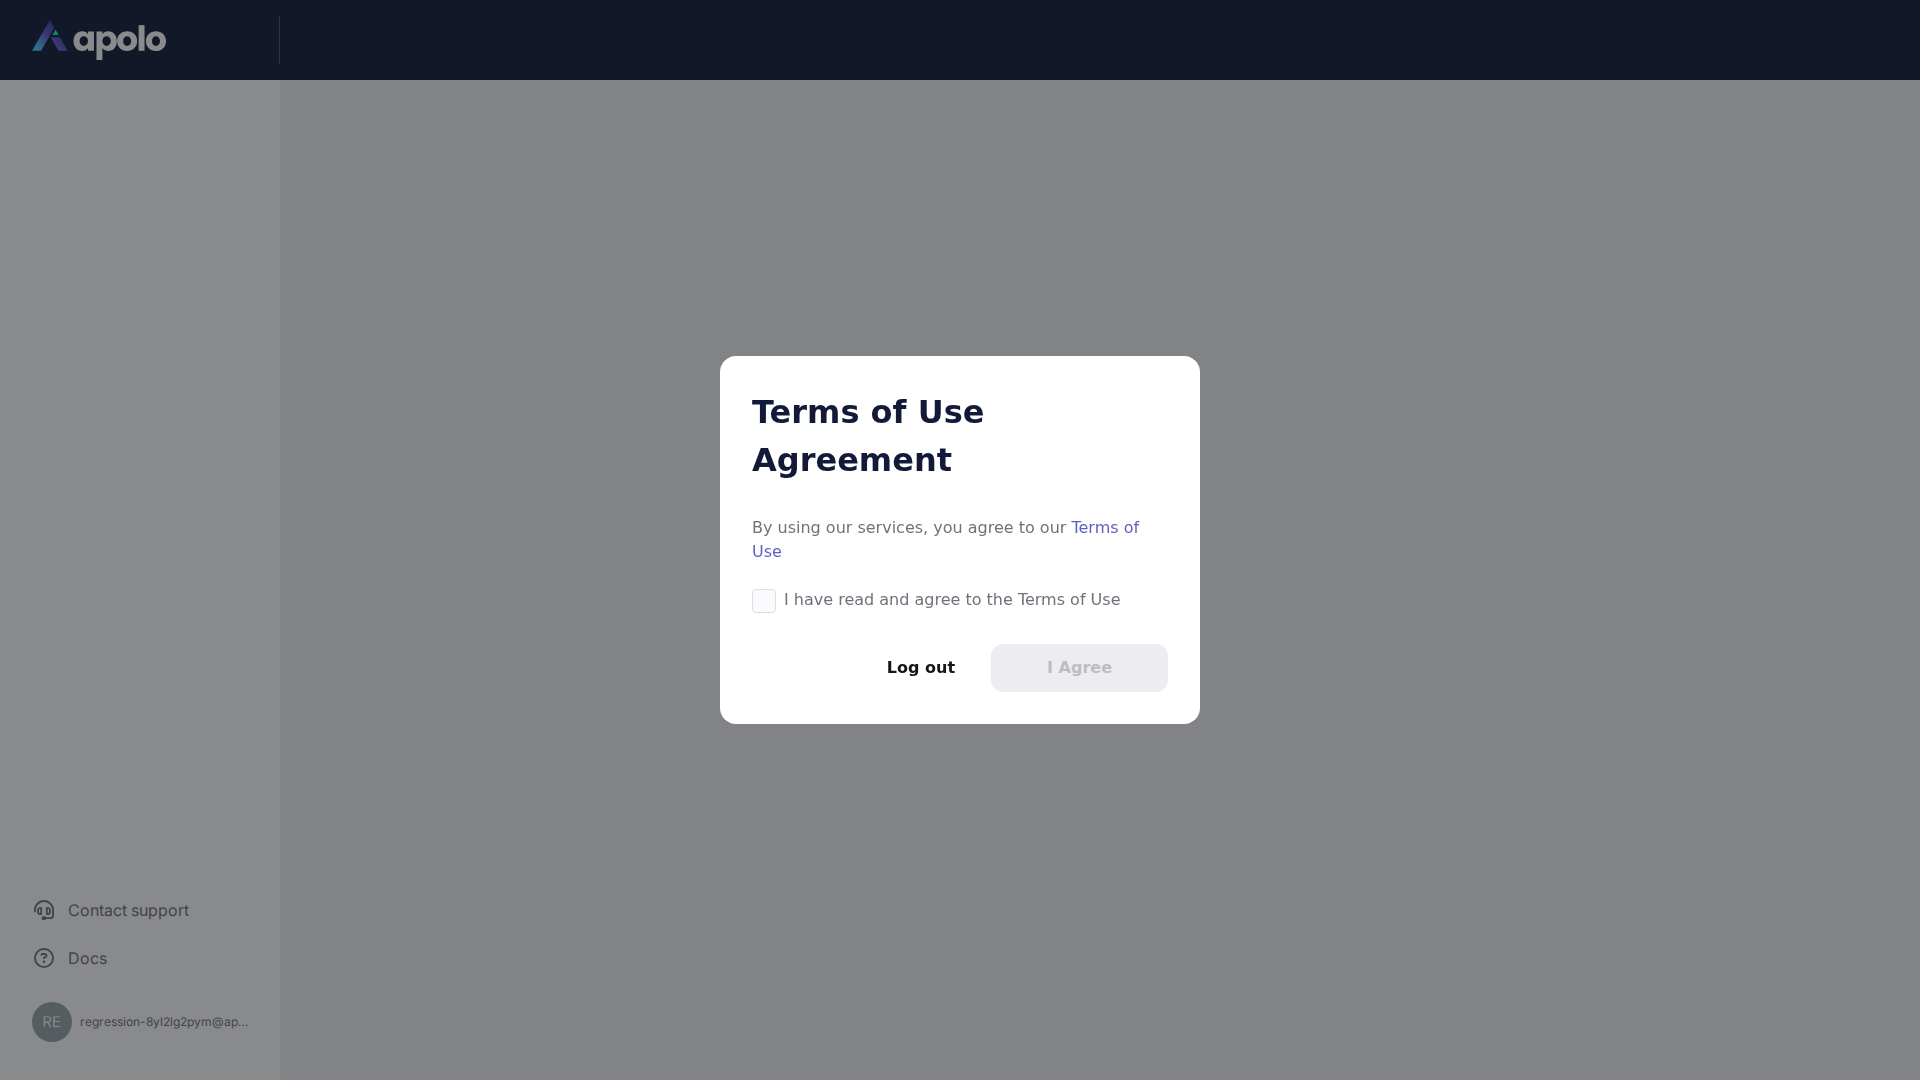 apolo
Terms of Use
Agreement
By using our services, you agree to our Terms of
Use
I have read and agree to the Terms of Use
Log out
I Agree
Contact support
Docs
RE
regression-8yl2lg2pym@ap...